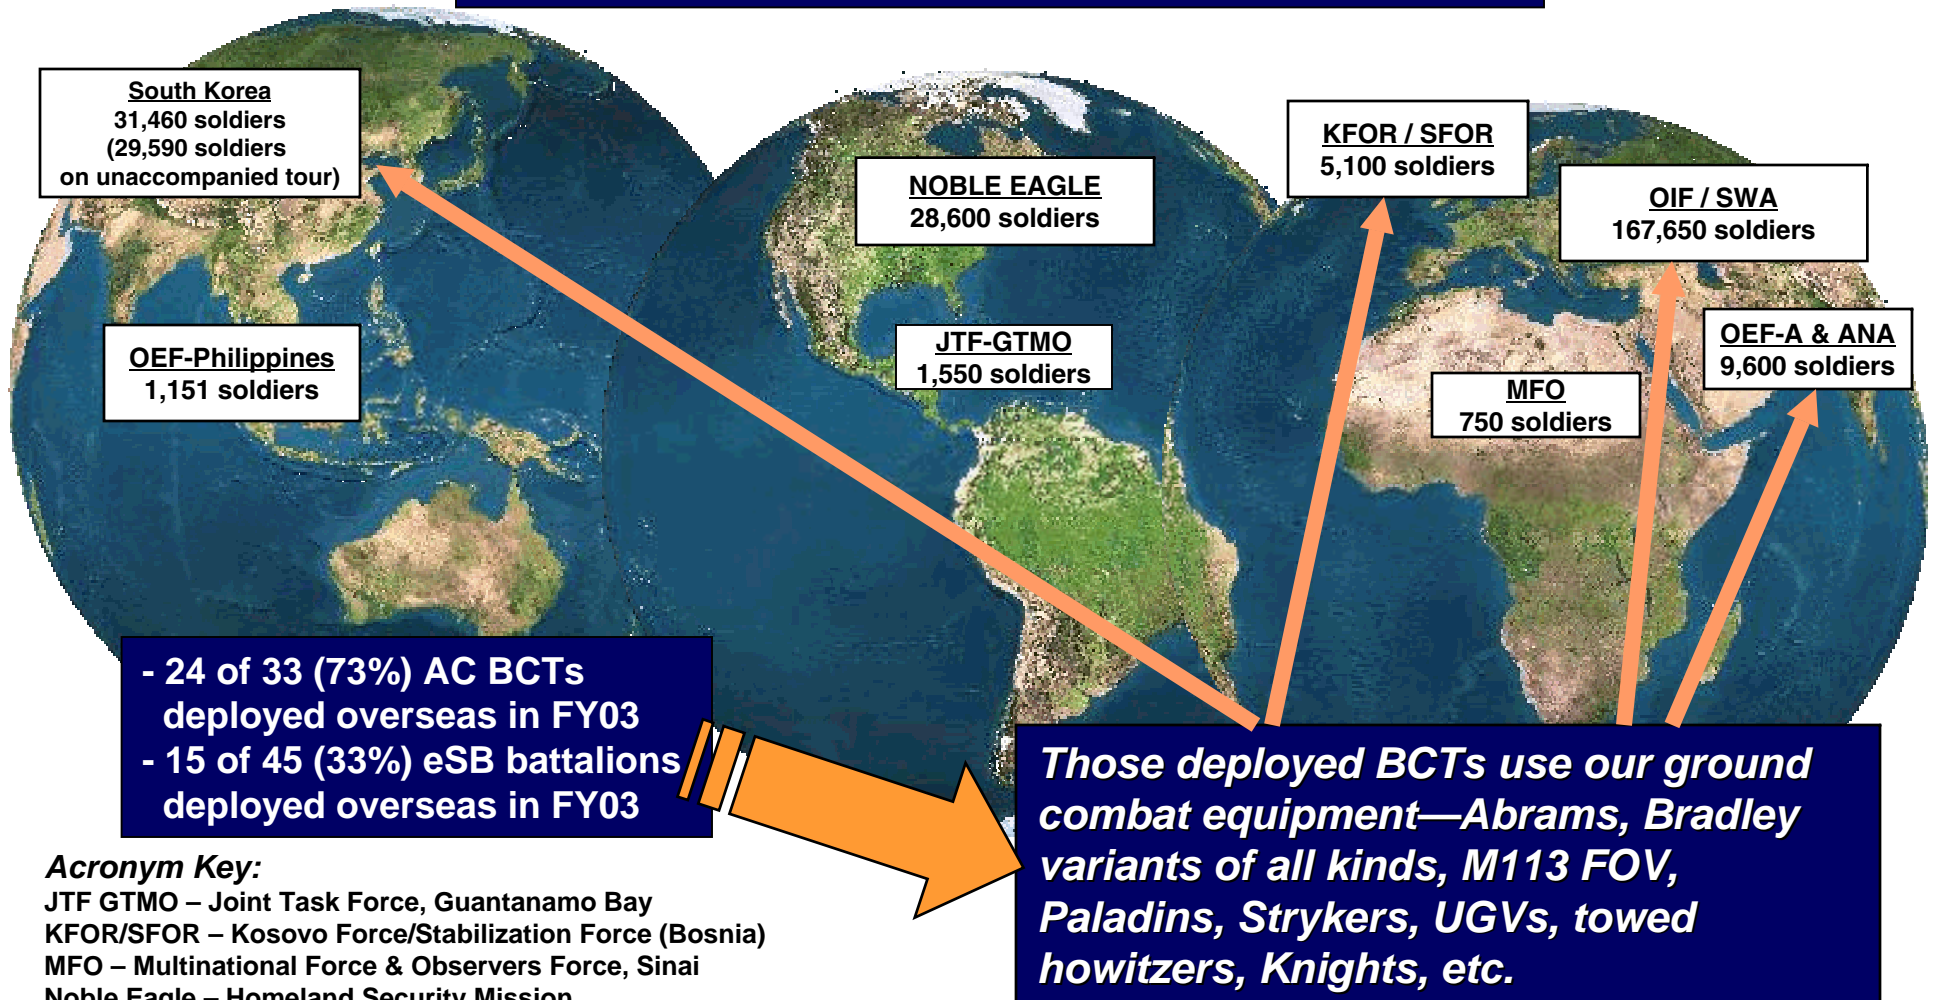 South Korea
31,460 soldiers
(29,590 soldiers
on unaccompanied tour)
NOBLE EAGLE
28,600 soldiers
KFOR / SFOR
5,100 soldiers
OIF / SWA
167,650 soldiers
OEF-Philippines
1,151 soldiers
JTF-GTMO
1,550 soldiers
MFO
750 soldiers
OEF-A & ANA
9,600 soldiers
- 24 of 33 (73%) AC BCTs
deployed overseas in FY03
- 15 of 45 (33%) eSB battalions
deployed overseas in FY03
Those deployed BCTs use our ground
combat equipment—Abrams, Bradley
variants of all kinds, M113 FOV,
Paladins, Strykers, UGVs, towed
howitzers, Knights, etc.
Acronym Key:
JTF GTMO – Joint Task Force, Guantanamo Bay
KFOR/SFOR – Kosovo Force/Stabilization Force (Bosnia)
MFO – Multinational Force & Observers Force, Sinai
Noble Eagle – Homeland Security Mission